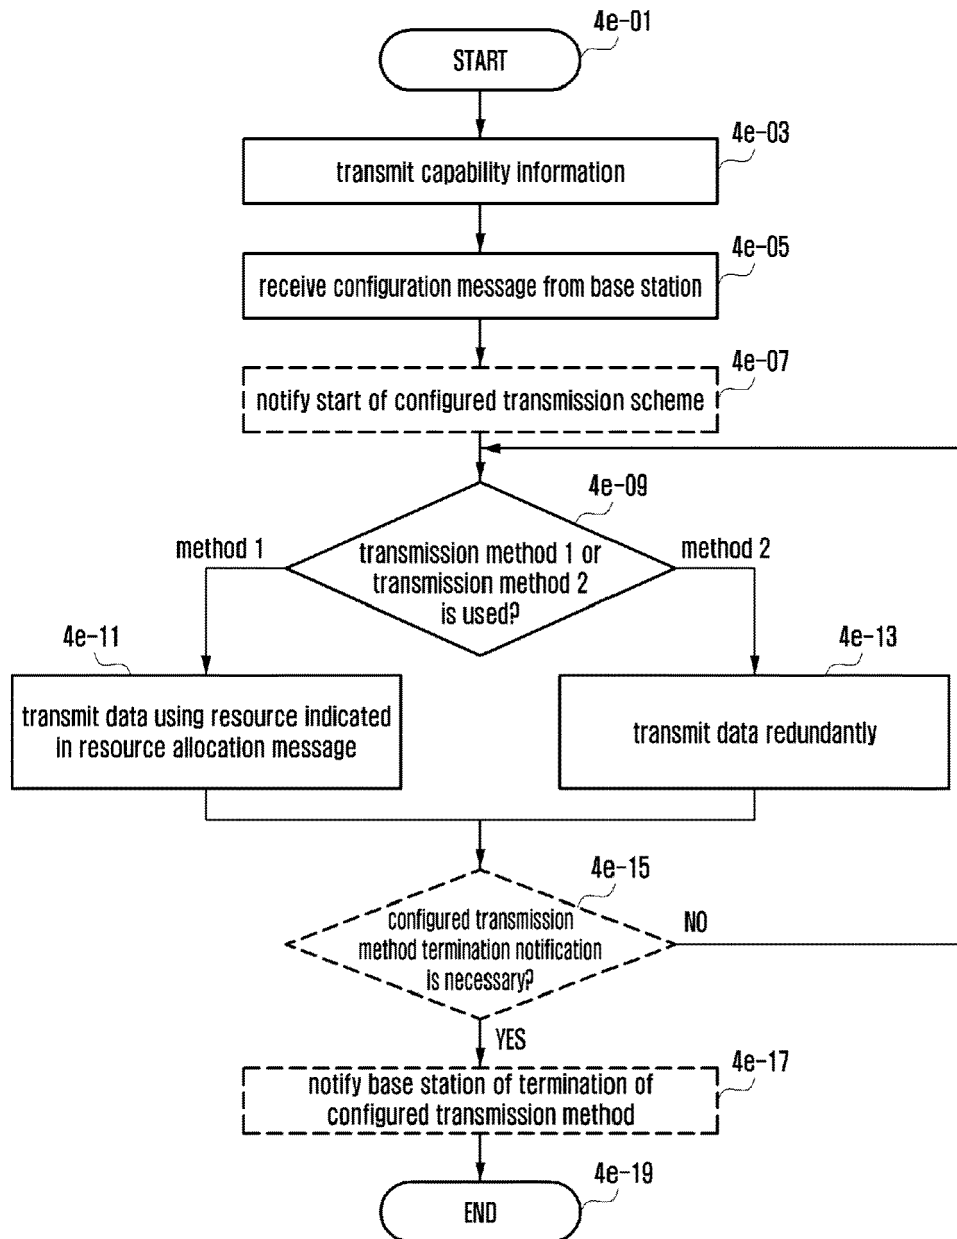 4e-01
START
4e-03
transmit capability information
4e-05
receive configuration message from base station
4e-07
notify start of configured transmission scheme
4e-09
method 1
transmission method 1 or
transmission method 2
is used?
method 2
4e-11
transmit data using resource indicated
in resource allocation message
4e-13
transmit data redundantly
4e-15
configured transmission
method termination notification
is necessary?
NO
YES
4e-17
notify base station of termination of
configured transmission method
4e-19
END